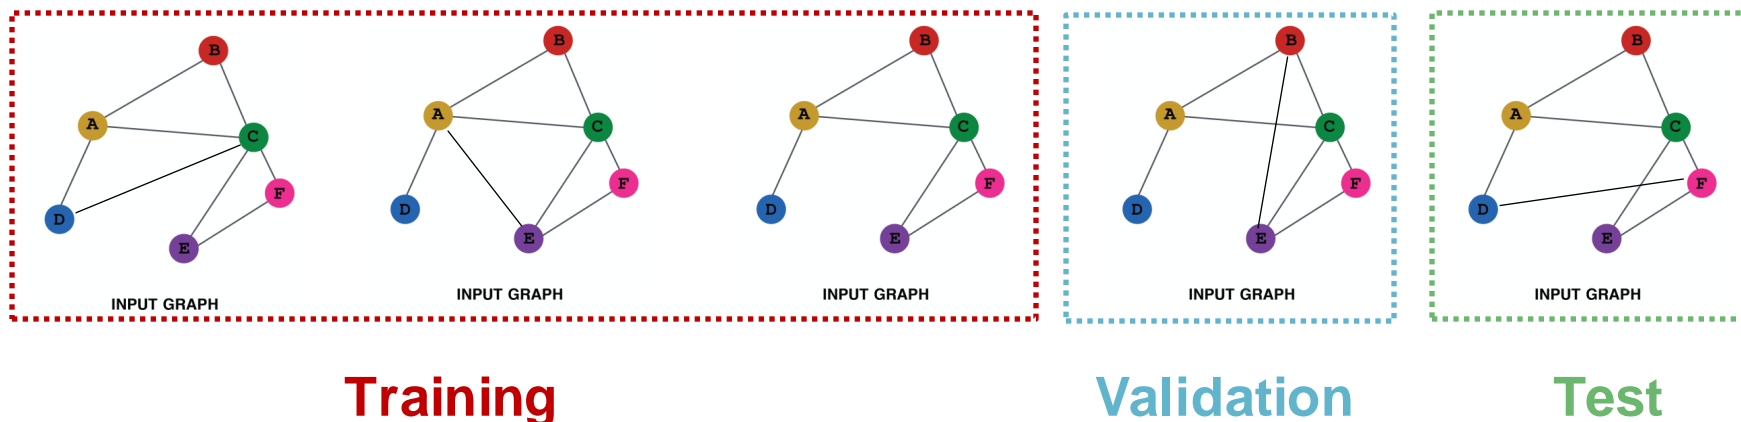 B
A
C
F
D
E
INPUT GRAPH
B
A
C
F
D
E
INPUT GRAPH
B
A
C
F
D
E
INPUT GRAPH
B
A
C
F
D
E
INPUT GRAPH
B
A
C
F
D
E
INPUT GRAPH
Training
Validation
Test